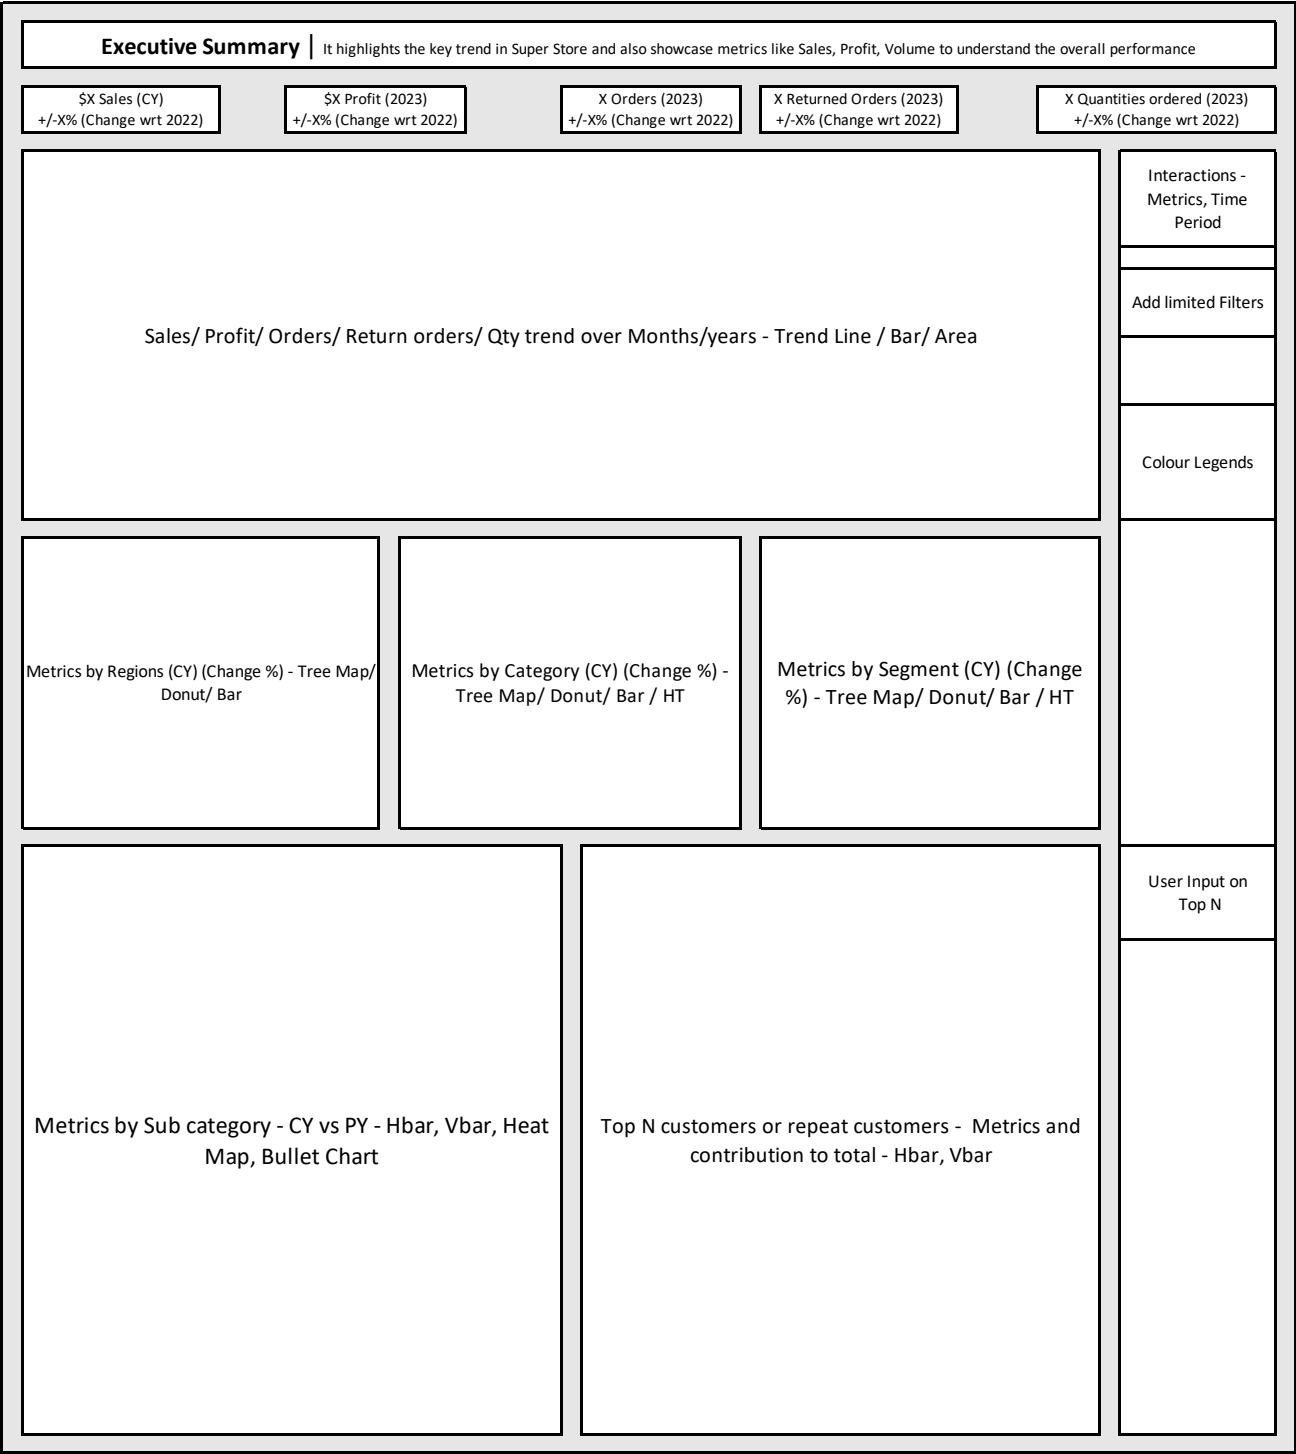 Executive Summary | It highlights the key trend in Super Store and also showcase metrics like Sales, Profit, Volume to understand the overall performance
$X Sales (CY)
+/-X% (Change wrt 2022)
$X Profit (2023)
+/-X% (Change wrt 2022)
X Orders (2023)
+/-X% (Change wrt 2022)
X Returned Orders (2023)
+/-X% (Change wrt 2022)
X Quantities ordered (2023)
+/-X% (Change wrt 2022)
Sales/ Profit/ Orders/ Return orders/ Qty trend over Months/years - Trend Line / Bar/ Area
Interactions -
Metrics, Time
Period
Add limited Filters
Colour Legends
Metrics by Regions (CY) (Change %) - Tree Map/
Donut/ Bar
Metrics by Category (CY) (Change %) -
Tree Map/ Donut/ Bar / HT
Metrics by Segment (CY) (Change
%) - Tree Map/ Donut/ Bar / HT
User Input on
Top N
Metrics by Sub category - CY vs PY - Hbar, Vbar, Heat
Map, Bullet Chart
Top N customers or repeat customers -  Metrics and
contribution to total - Hbar, Vbar